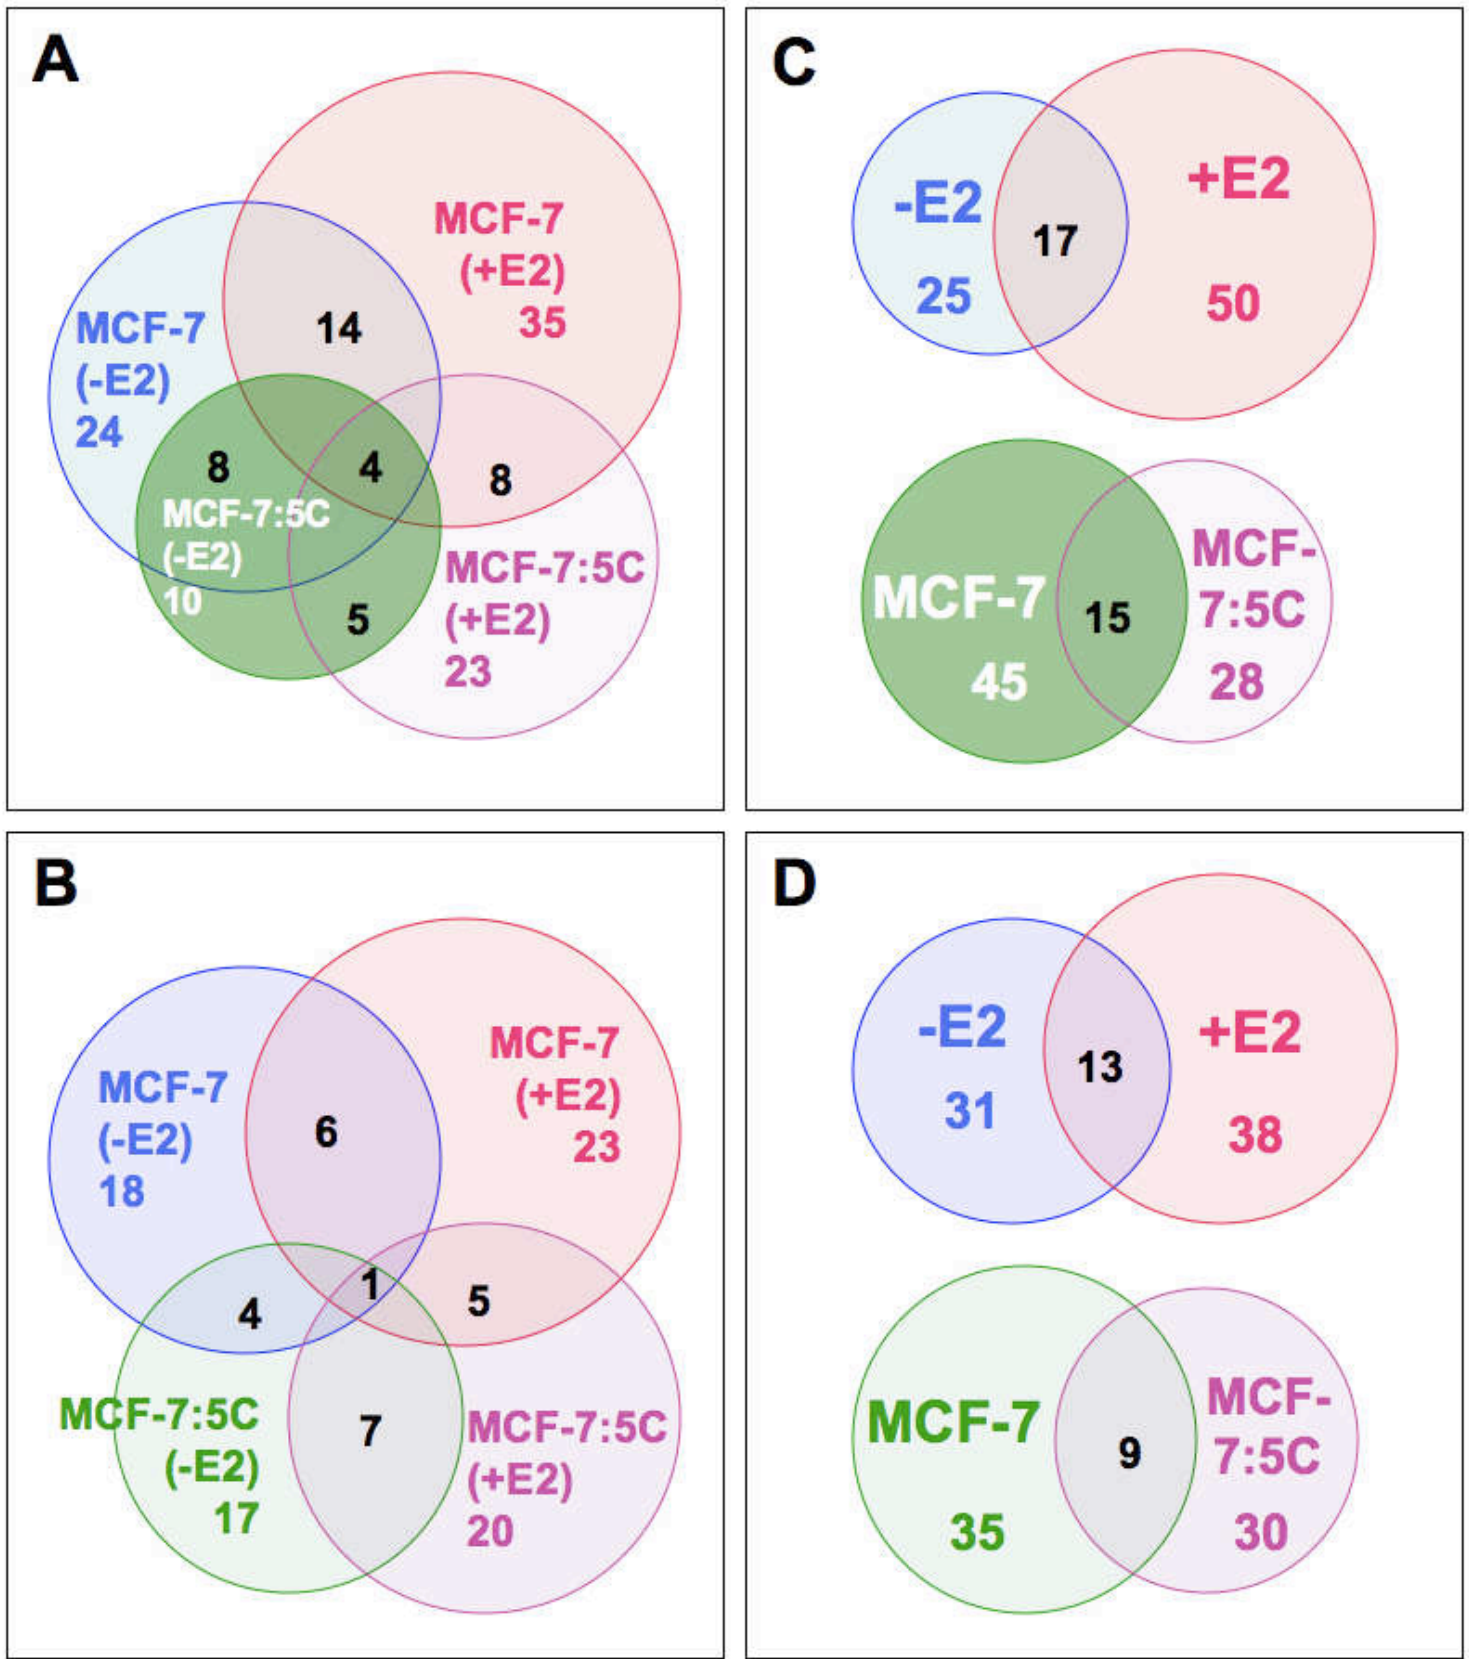 A
MCF-7
(+E2)
35
MCF-7
(-E2)
24
14
8
4
8
MCF-7:5C
(-E2)
10
MCF-7:5C
(+E2)
23
5
C
-E2
25
17
+E2
50
MCF-7
45
15
MCF-
7:5C
28
B
MCF-7
(-E2)
18
6
MCF-7
(+E2)
23
4
1
5
MCF-7:5C
(-E2)
17
7
MCF-7:5C
(+E2)
20
D
-E2
31
13
+E2
38
MCF-7
35
9
MCF-
7:5C
30